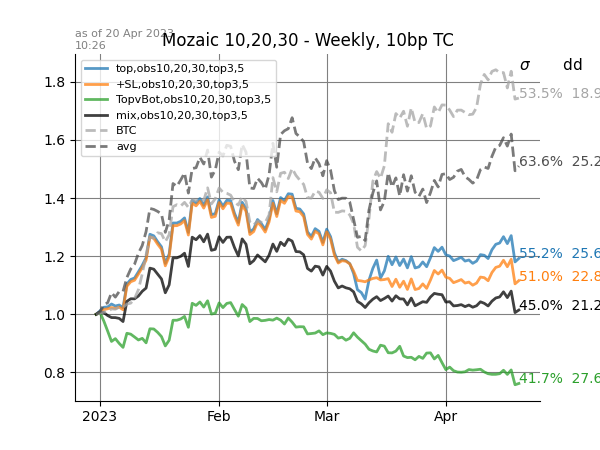 as of 20 Apr 2023
10:26
Mozaic 10,20,30 - Weekly, 10bp TC
σ dd
top,obs10,20,30,top3,5
+SL,obs10,20,30,top3,5
TopvBot,obs10,20,30,top3,5
mix,obs10,20,30,top3,5
BTC
avg
1.8
1.6
1.4
1.2
1.0
0.8
53.5% 18.9
63.6% 25.2
55.2% 25.6
51.0% 22.8
45.0% 21.2
41.7% 27.6
2023 Feb Mar Apr